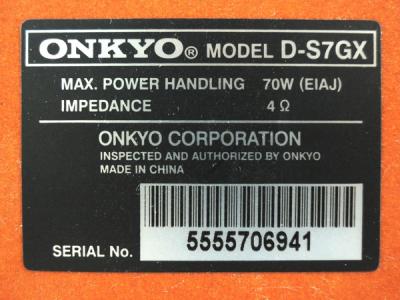 ONKYO® MODEL D-S7GX
MAX. POWER HANDLING 70W (EIAJ)
IMPEDANCE 4 Ω
ONKYO CORPORATION
INSPECTED AND AUTHORIZED BY ONKYO
MADE IN CHINA
SERIAL No. 5555706941